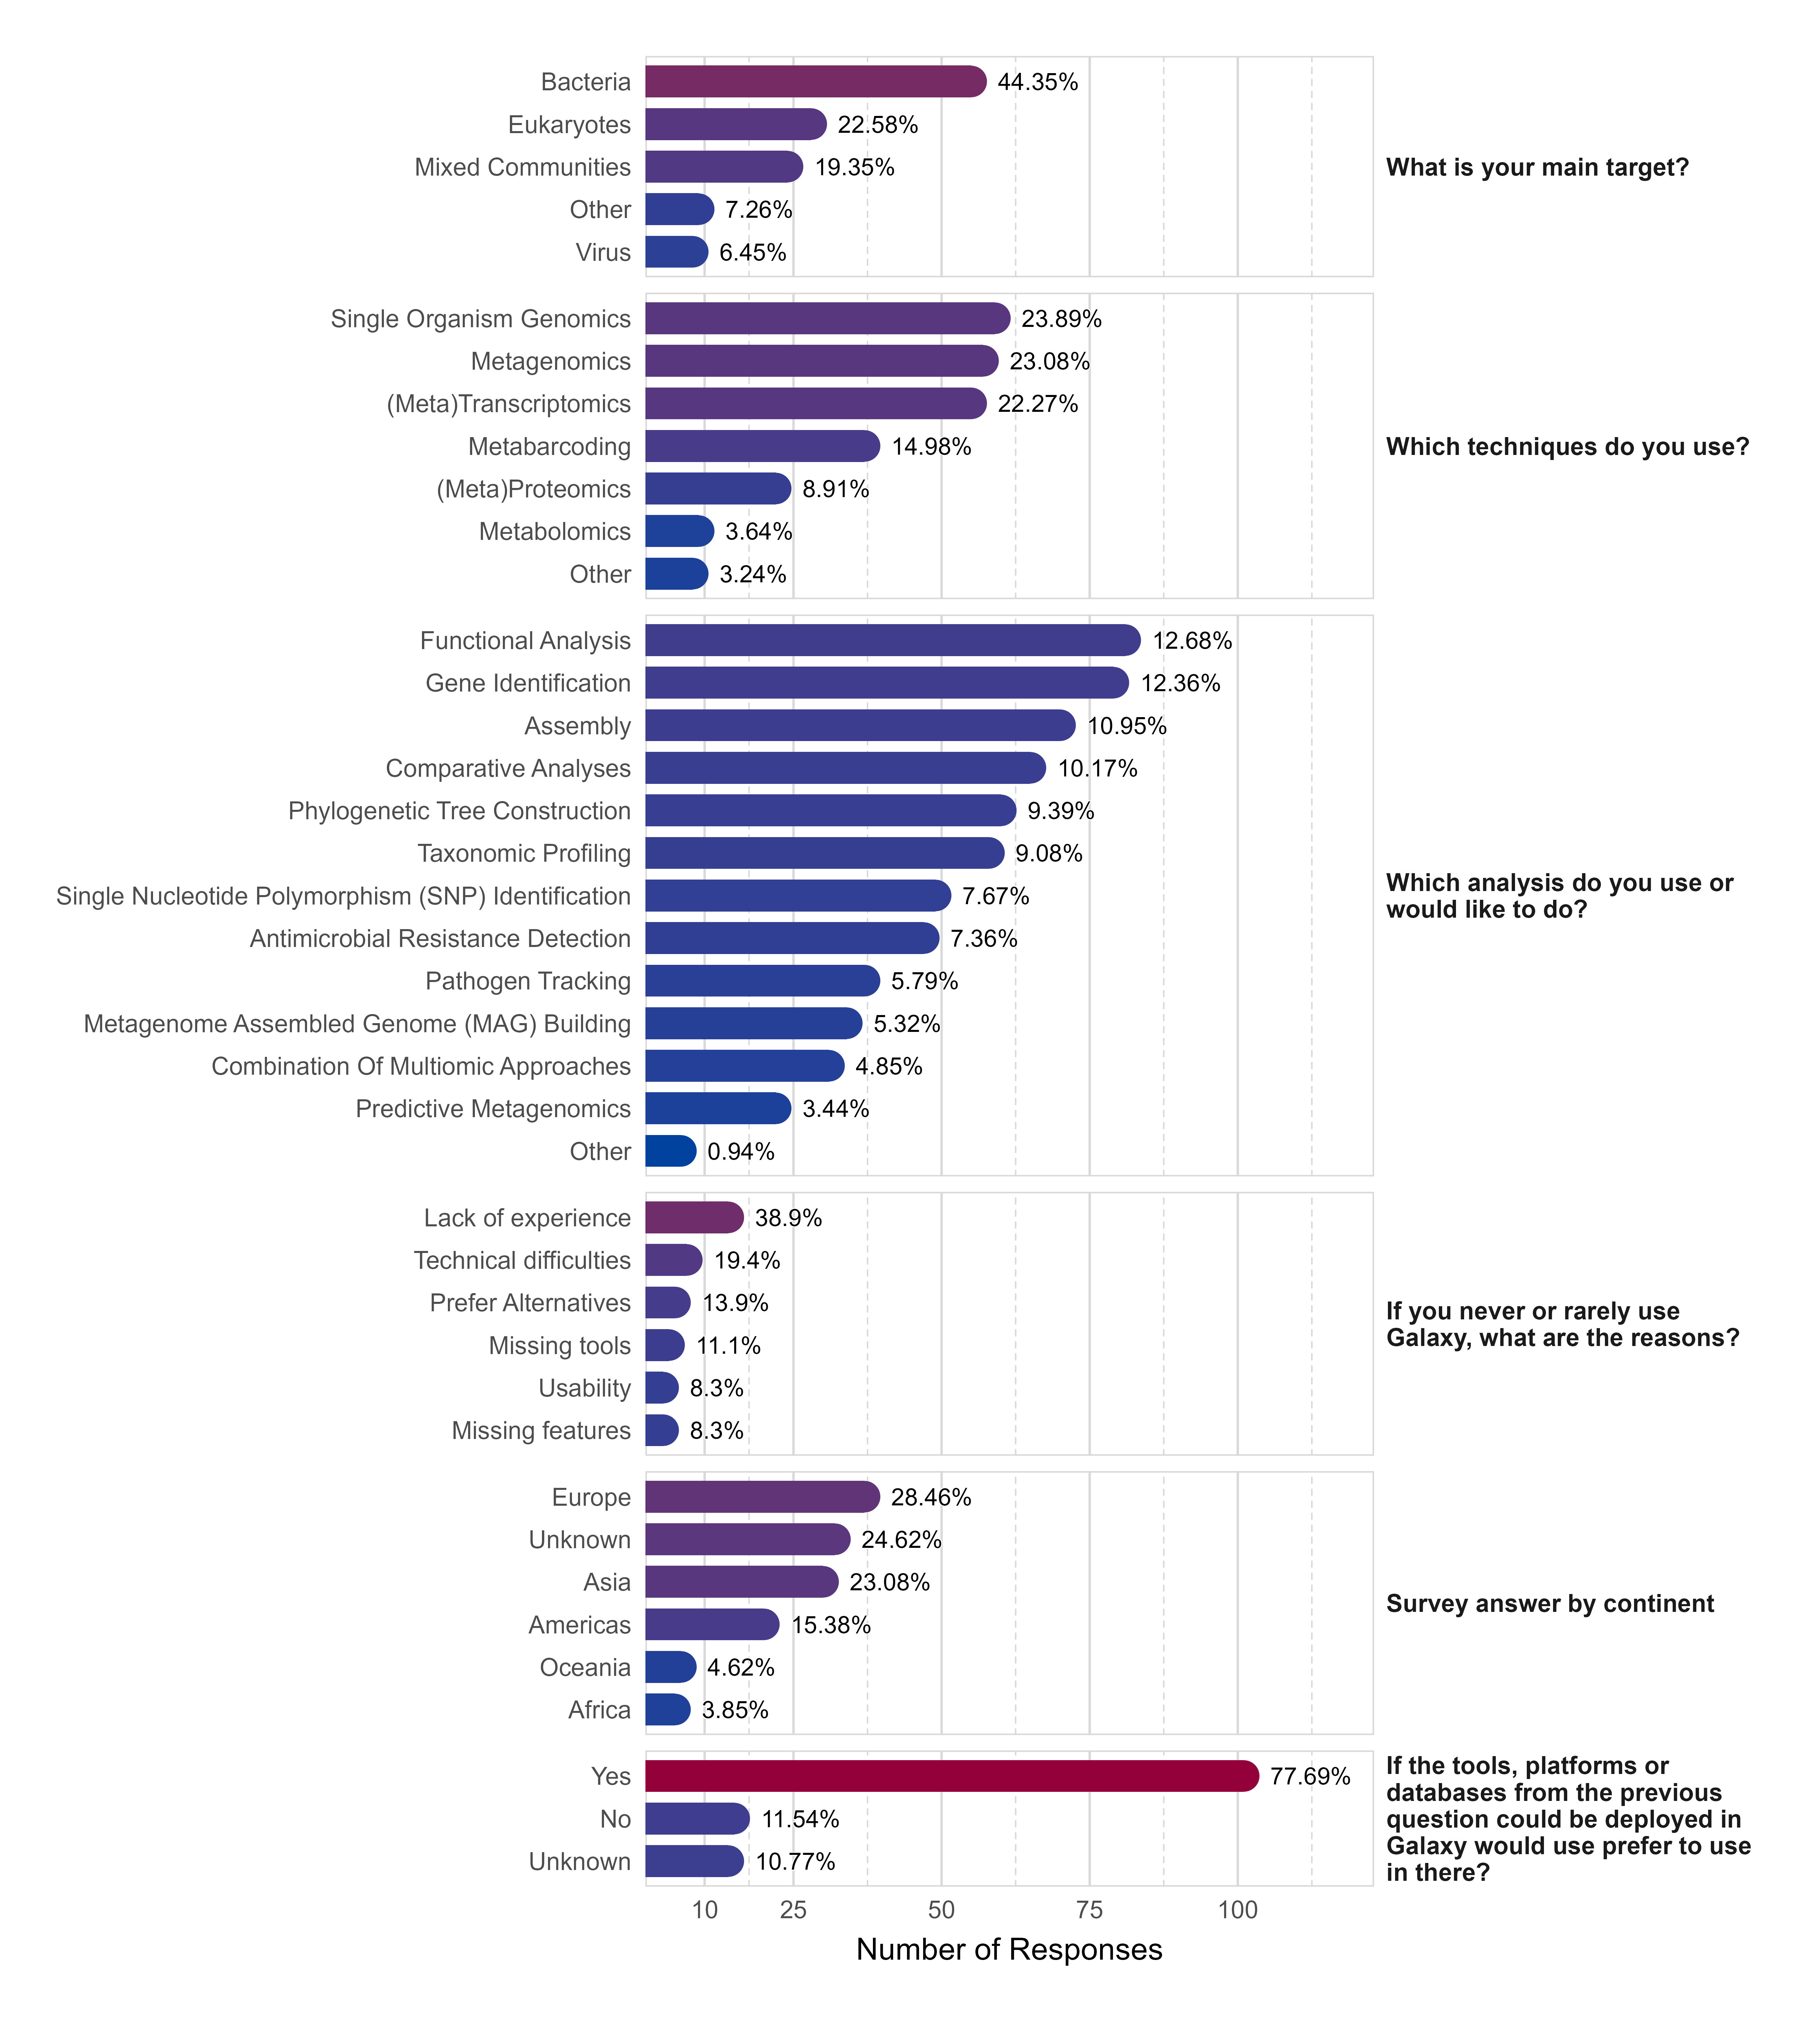 Bacteria 44.35%
Eukaryotes 22.58%
Mixed Communities 19.35%
Other 7.26%
Virus 6.45%
What is your main target?
Single Organism Genomics 23.89%
Metagenomics 23.08%
(Meta)Transcriptomics 22.27%
Metabarcoding 14.98%
(Meta)Proteomics 8.91%
Metabolomics 3.64%
Other 3.24%
Which techniques do you use?
Functional Analysis 12.68%
Gene Identification 12.36%
Assembly 10.95%
Comparative Analyses 10.17%
Phylogenetic Tree Construction 9.39%
Taxonomic Profiling 9.08%
Single Nucleotide Polymorphism (SNP) Identification 7.67%
Antimicrobial Resistance Detection 7.36%
Pathogen Tracking 5.79%
Metagenome Assembled Genome (MAG) Building 5.32%
Combination Of Multiomic Approaches 4.85%
Predictive Metagenomics 3.44%
Other 0.94%
Which analysis do you use or
would like to do?
Lack of experience 38.9%
Technical difficulties 19.4%
Prefer Alternatives 13.9%
Missing tools 11.1%
Usability 8.3%
Missing features 8.3%
If you never or rarely use
Galaxy, what are the reasons?
Europe 28.46%
Unknown 24.62%
Asia 23.08%
Americas 15.38%
Oceania 4.62%
Africa 3.85%
Survey answer by continent
Yes 77.69%
No 11.54%
Unknown 10.77%
If the tools, platforms or
databases from the previous
question could be deployed in
Galaxy would use prefer to use
in there?
10 25 50 75 100
Number of Responses